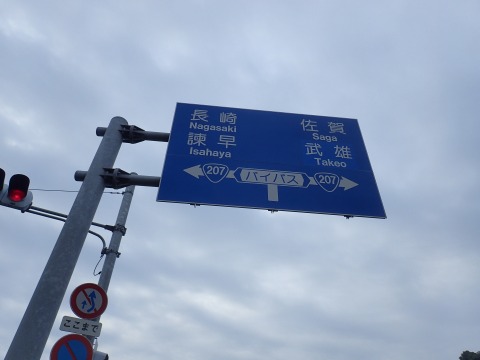 長崎
Nagasaki
諫早
Isahaya
佐賀
Saga
武雄
Takeo
207 バイパス 207
ここまで